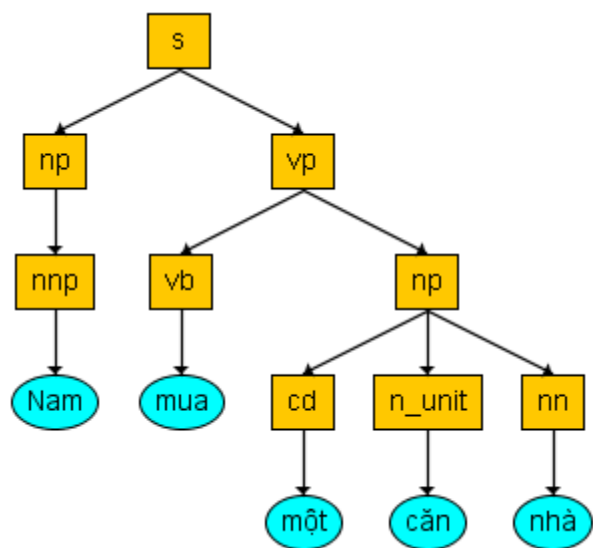 s
np vp
nnp vb np
Nam mua cd n_unit nn
một căn nhà